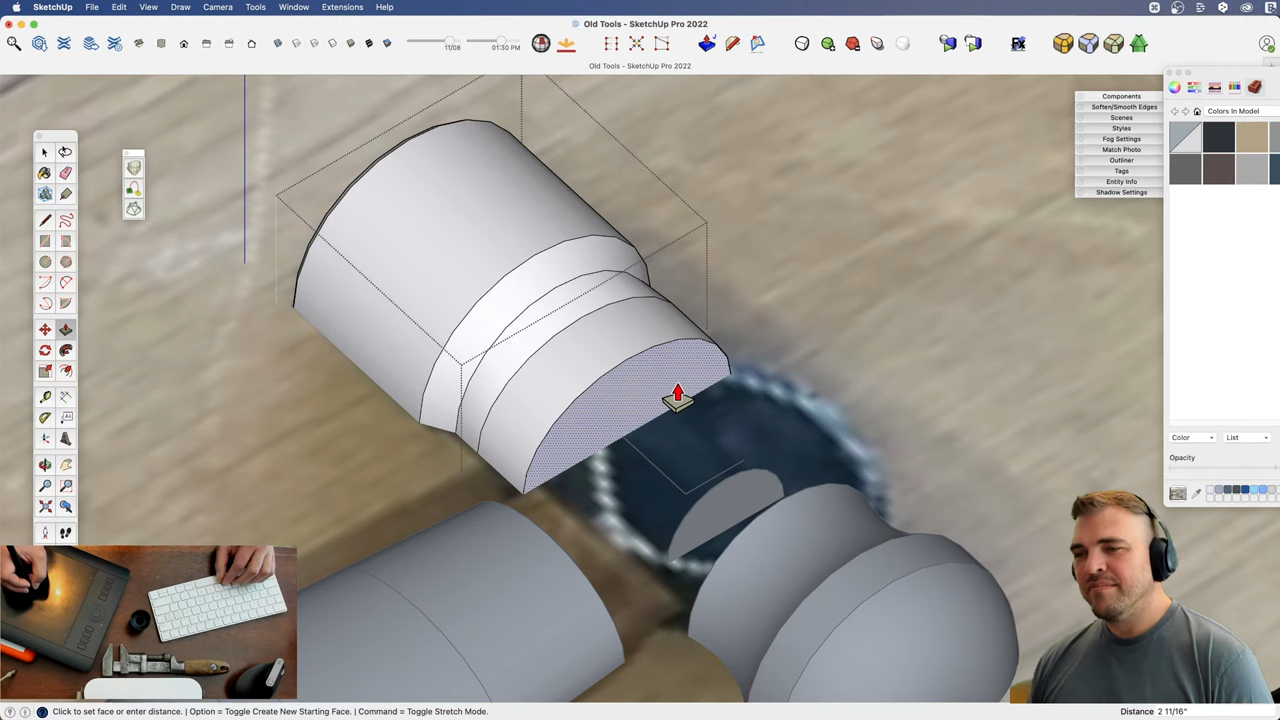 SketchUp File Edit View Draw Camera Tools Window Extensions Help
Old Tools - SketchUp Pro 2022
11/08 01:30 PM
Old Tools - SketchUp Pro 2022
Components
Soften/Smooth Edges
Scenes
Styles
Fog Settings
Match Photo
Outliner
Tags
Entity Info
Shadow Settings
Colors In Model
Color List
Opacity
Click to set face or enter distance. | Option = Toggle Create New Starting Face. | Command = Toggle Stretch Mode. Distance 2 11/16"